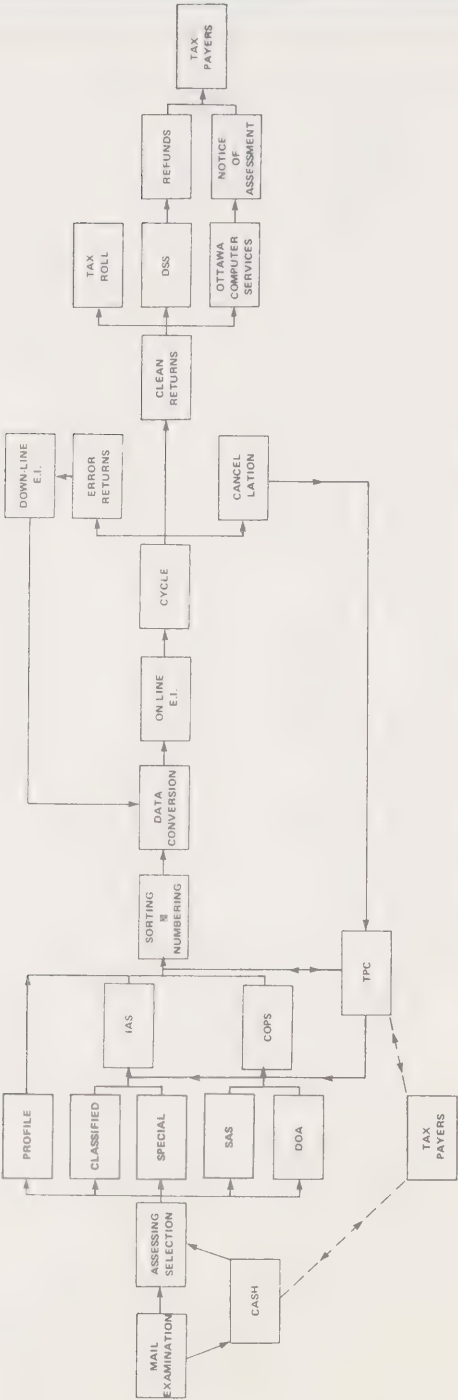 MAIL
EXAMINATION
CASH
ASSESSING
SELECTION
PROFILE
CLASSIFIED
SPECIAL
SAS
DOA
IAS
COPS
TAX
PAYERS
TPC
SORTING
&
NUMBERING
DATA
CONVERSION
ON LINE
E.I.
CYCLE
DOWN-LINE
E.I.
ERROR
RETURNS
CANCEL
LATION
CLEAN
RETURNS
TAX
ROLL
DSS
OTTAWA
COMPUTER
SERVICES
REFUNDS
NOTICE
OF
ASSESSMENT
TAX
PAYERS